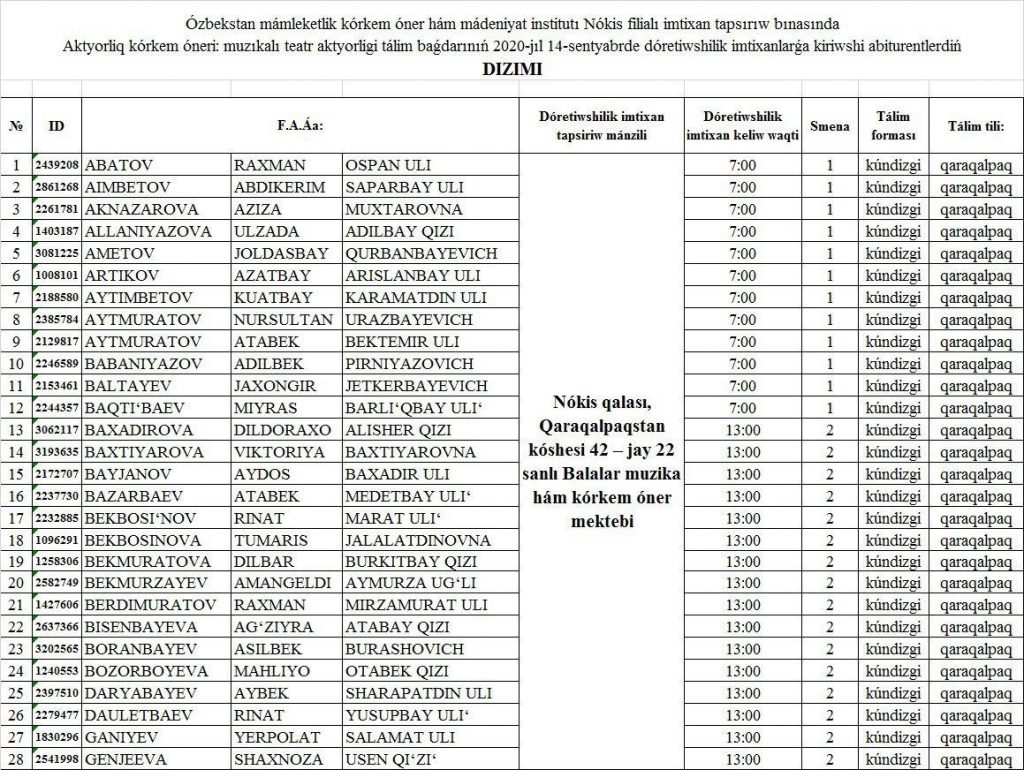 Ózbekstan mámleketlik kórkem óner hám mádeniyat institutı Nókis filialı imtixan tapsırıw bınasında
Aktyorlıq kórkem óneri: muzıkalı teatr aktyorligi tálim baǵdarınıń 2020-jıl 14-sentyabrde dóretiwshilik imtixanlarǵa kiriwshi abiturentlerdiń
DIZIMI
№ ID F.A.Áa: Dóretiwshilik imtixan tapsiriw mánzili Dóretiwshilik imtixan keliw waqti Smena Tálim forması Tálim tili:
1 2439208 ABATOV RAXMAN OSPAN ULI 7:00 1 kúndizgi qaraqalpaq
2 2861268 AIMBETOV ABDIKERIM SAPARBAY ULI 7:00 1 kúndizgi qaraqalpaq
3 2261781 AKNAZAROVA AZIZA MUXTAROVNA 7:00 1 kúndizgi qaraqalpaq
4 1403187 ALLANIYAZOVA ULZADA ADILBAY QIZI 7:00 1 kúndizgi qaraqalpaq
5 3081225 AMETOV JOLDASBAY QURBANBAYEVICH 7:00 1 kúndizgi qaraqalpaq
6 1008101 ARTIKOV AZATBAY ARISLANBAY ULI 7:00 1 kúndizgi qaraqalpaq
7 2188580 AYTIMBETOV KUATBAY KARAMATDIN ULI 7:00 1 kúndizgi qaraqalpaq
8 2385784 AYTMURATOV NURSULTAN URAZBAYEVICH 7:00 1 kúndizgi qaraqalpaq
9 2129817 AYTMURATOV ATABEK BEKTEMIR ULI 7:00 1 kúndizgi qaraqalpaq
10 2246589 BABANIYAZOV ADILBEK PIRNIYAZOVICH 7:00 1 kúndizgi qaraqalpaq
11 2153461 BALTAYEV JAXONGIR JETKERBAYEVICH 7:00 1 kúndizgi qaraqalpaq
12 2244357 BAQTI‘BAEV MIYRAS BARLI‘QBAY ULI‘ 7:00 1 kúndizgi qaraqalpaq
13 3062117 BAXADIROVA DILDORAXO ALISHER QIZI 13:00 2 kúndizgi qaraqalpaq
14 3193635 BAXTIYAROVA VIKTORIYA BAXTIYAROVNA 13:00 2 kúndizgi qaraqalpaq
15 2172707 BAYJANOV AYDOS BAXADIR ULI 13:00 2 kúndizgi qaraqalpaq
16 2237730 BAZARBAEV ATABEK MEDETBAY ULI‘ 13:00 2 kúndizgi qaraqalpaq
17 2232885 BEKBOSI‘NOV RINAT MARAT ULI‘ 13:00 2 kúndizgi qaraqalpaq
18 1096291 BEKBOSINOVA TUMARIS JALALATDINOVNA 13:00 2 kúndizgi qaraqalpaq
19 1258306 BEKMURATOVA DILBAR BURKITBAY QIZI 13:00 2 kúndizgi qaraqalpaq
20 2582749 BEKMURZAYEV AMANGELDI AYMURZA UG‘LI 13:00 2 kúndizgi qaraqalpaq
21 1427606 BERDIMURATOV RAXMAN MIRZAMURAT ULI 13:00 2 kúndizgi qaraqalpaq
22 2637366 BISENBAYEVA AG‘ZIYRA ATABAY QIZI 13:00 2 kúndizgi qaraqalpaq
23 3202565 BORANBAYEV ASILBEK BURASHOVICH 13:00 2 kúndizgi qaraqalpaq
24 1240553 BOZORBOYEVA MAHLIYO OTABEK QIZI 13:00 2 kúndizgi qaraqalpaq
25 2397510 DARYABAYEV AYBEK SHARAPATDIN ULI 13:00 2 kúndizgi qaraqalpaq
26 2279477 DAULETBAEV RINAT YUSUPBAY ULI‘ 13:00 2 kúndizgi qaraqalpaq
27 1830296 GANIYEV YERPOLAT SALAMAT ULI 13:00 2 kúndizgi qaraqalpaq
28 2541998 GENJEEVA SHAXNOZA USEN QI‘ZI‘ 13:00 2 kúndizgi qaraqalpaq
Nókis qalası,
Qaraqalpaqstan
kóshesi 42 – jay 22
sanlı Balalar muzika
hám kórkem óner
mektebi